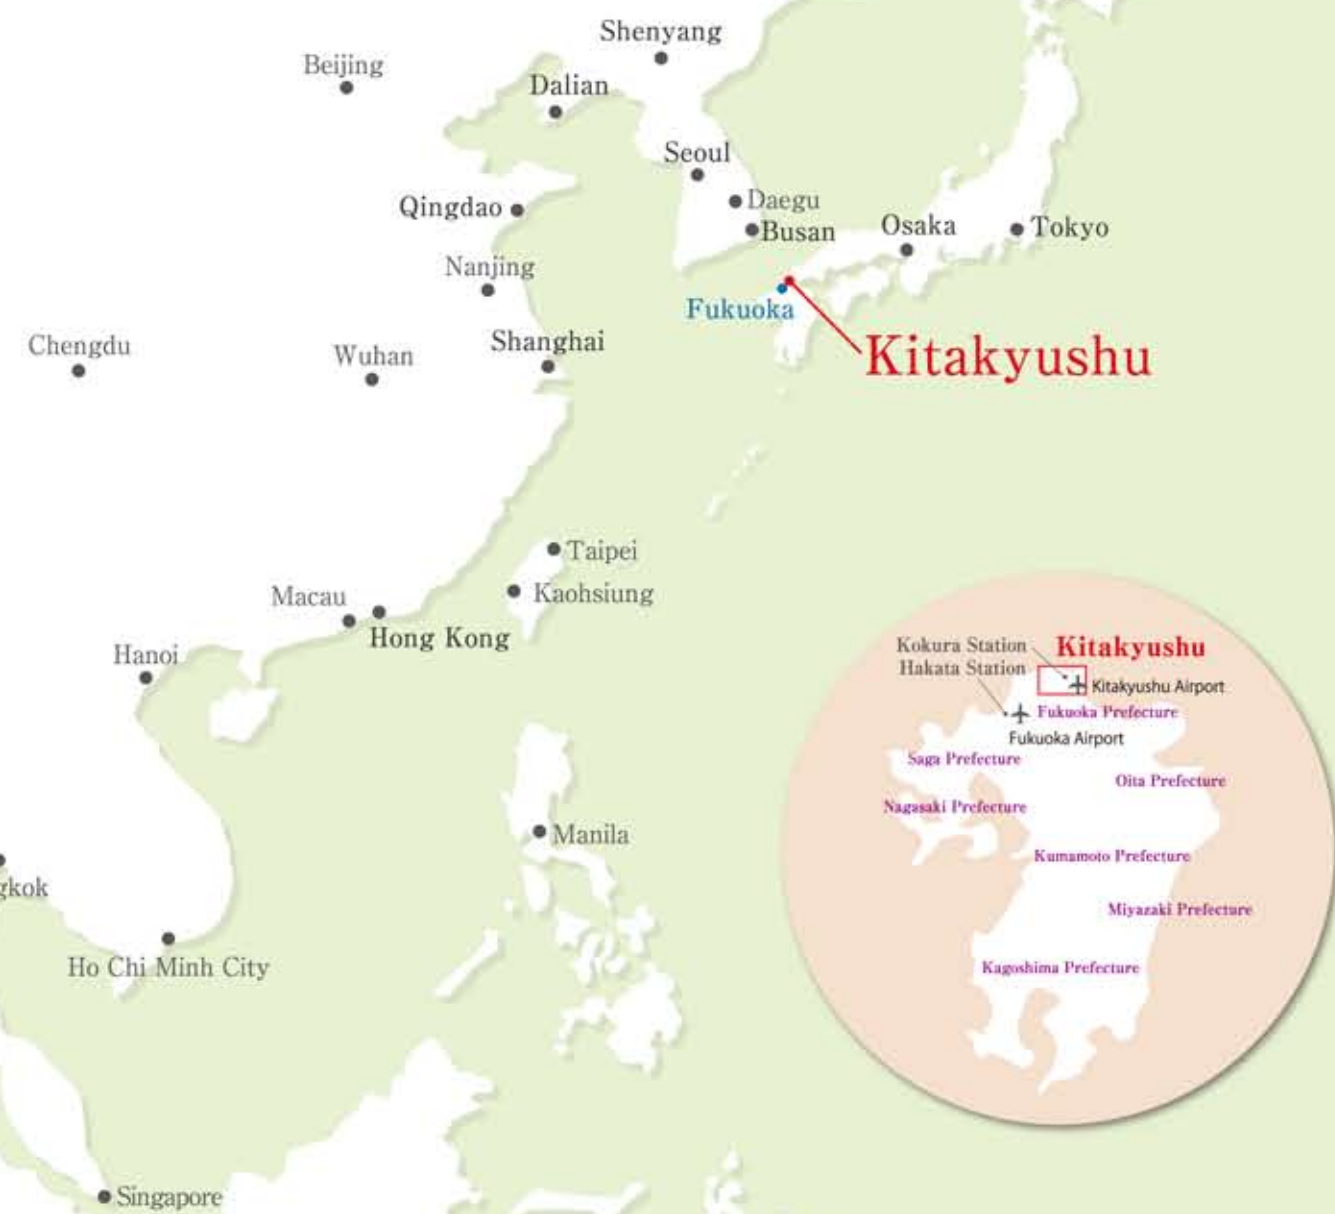 Shenyang
Beijing
Dalian
Seoul
Qingdao
Daegu
Busan
Osaka
Tokyo
Nanjing
Fukuoka
Chengdu
Wuhan
Shanghai
Kitakyushu
Taipei
Macau
Kaohsiung
Hong Kong
Hanoi
Kokura Station
Kitakyushu
Hakata Station
Kitakyushu Airport
Fukuoka Prefecture
Fukuoka Airport
Saga Prefecture
Oita Prefecture
Nagasaki Prefecture
Manila
Kumamoto Prefecture
gkok
Miyazaki Prefecture
Ho Chi Minh City
Kagoshima Prefecture
Singapore